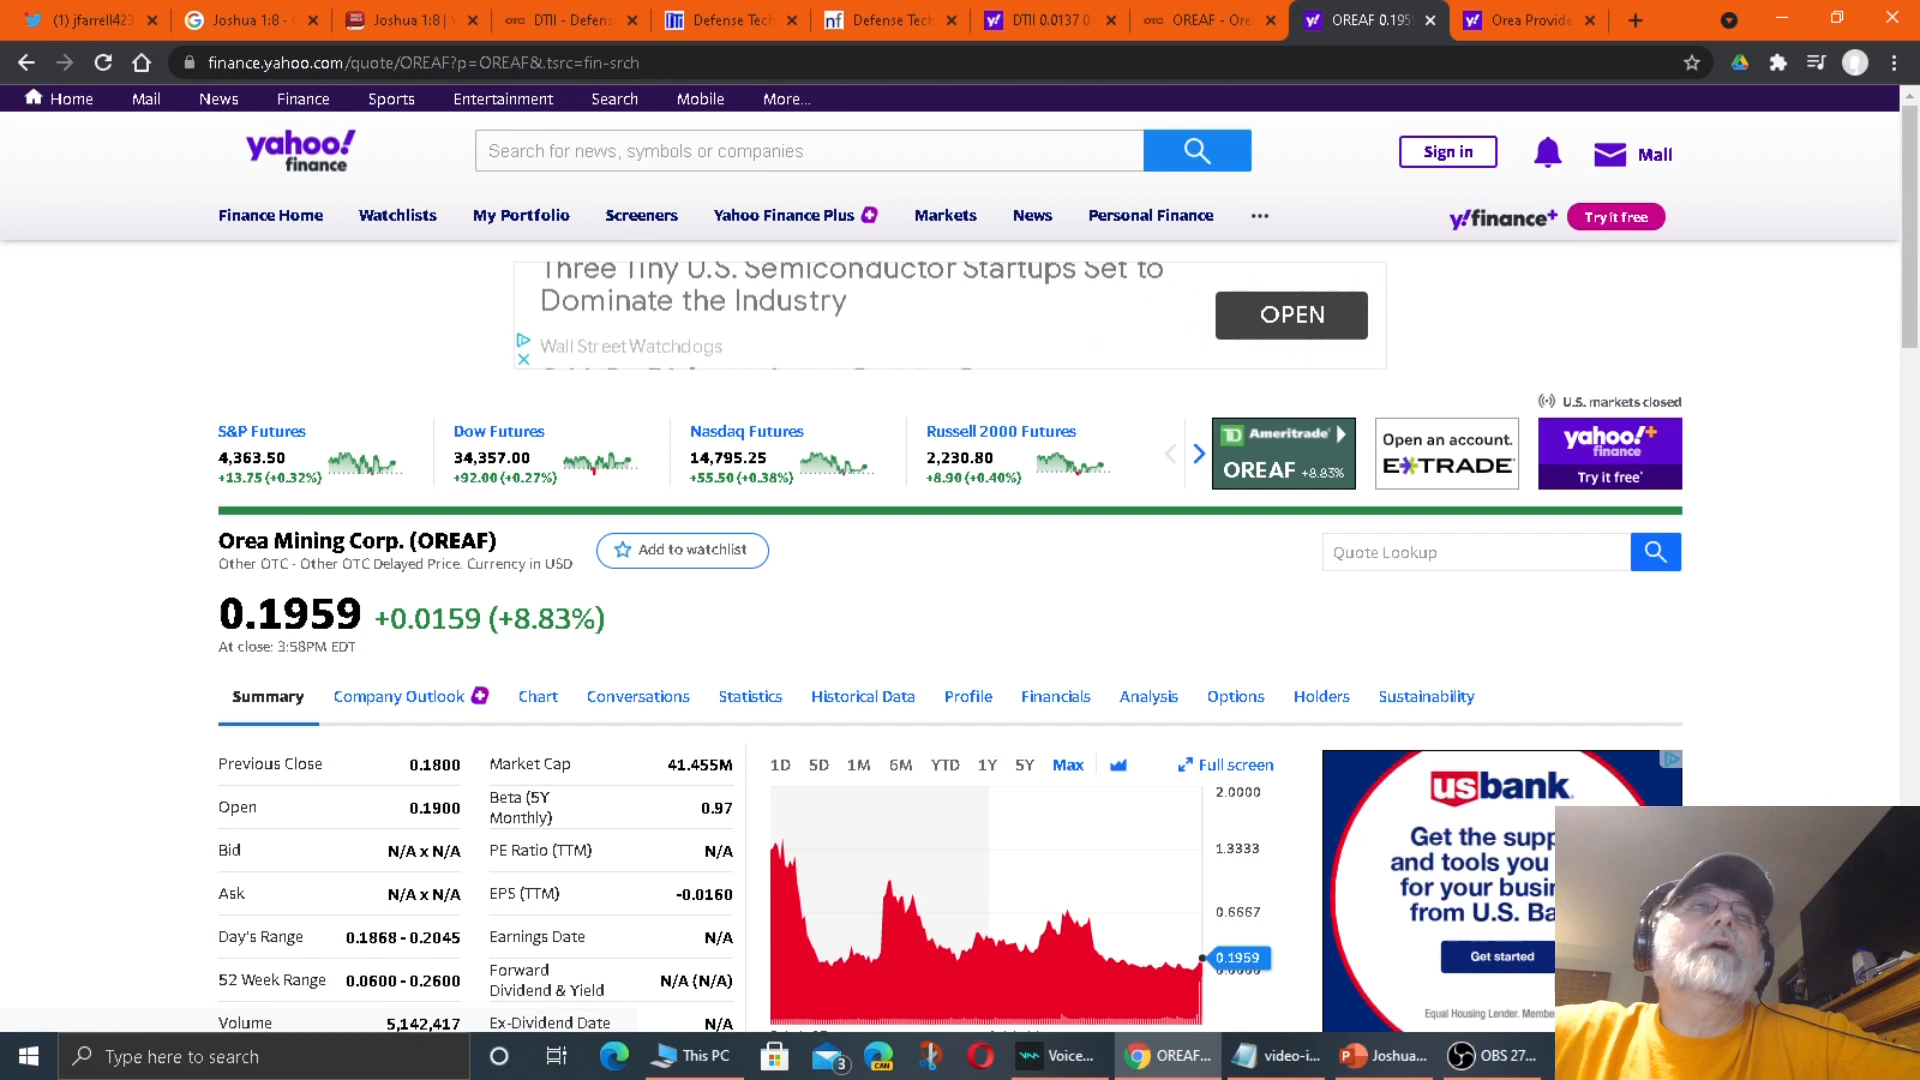 (1) jfarrell423
Joshua 1:8 -
Joshua 1:8 |
DTII - Defens
Defense Tech
Defense Tech
DTII 0.0137 0.
OREAF - Ore
OREAF 0.195
Orea Provide
finance.yahoo.com/quote/OREAF?p=OREAF&.tsrc=fin-srch
Home Mail News Finance Sports Entertainment Search Mobile More...
yahoo!
finance
Search for news, symbols or companies
Sign in
Mail
Finance Home Watchlists My Portfolio Screeners Yahoo Finance Plus Markets News Personal Finance ...
y!finance+ Try it free
Three Tiny U.S. Semiconductor Startups Set to
Dominate the Industry
OPEN
Wall Street Watchdogs
U.S. markets closed
S&P Futures
4,363.50
+13.75 (+0.32%)
Dow Futures
34,357.00
+92.00 (+0.27%)
Nasdaq Futures
14,795.25
+55.50 (+0.38%)
Russell 2000 Futures
2,230.80
+8.90 (+0.40%)
TD Ameritrade
OREAF +8.83%
Open an account.
E*TRADE
yahoo!+
finance
Try it free*
Orea Mining Corp. (OREAF)
Other OTC - Other OTC Delayed Price. Currency in USD
Add to watchlist
Quote Lookup
0.1959 +0.0159 (+8.83%)
At close: 3:58PM EDT
Summary Company Outlook Chart Conversations Statistics Historical Data Profile Financials Analysis Options Holders Sustainability
Previous Close 0.1800
Open 0.1900
Bid N/A x N/A
Ask N/A x N/A
Day's Range 0.1868 - 0.2045
52 Week Range 0.0600 - 0.2600
Volume 5,142,417
Market Cap 41.455M
Beta (5Y
Monthly) 0.97
PE Ratio (TTM) N/A
EPS (TTM) -0.0160
Earnings Date N/A
Forward
Dividend & Yield N/A (N/A)
Ex-Dividend Date N/A
1D 5D 1M 6M YTD 1Y 5Y Max Full screen
2.0000
1.3333
0.6667
0.1959
0.0000
usbank
Get the supp
and tools you
for your busin
from U.S. Ba
Get started
Equal Housing Lender. Membe
Type here to search
This PC
3
CAN
Voice...
OREAF...
video-i...
Joshua...
OBS 27...